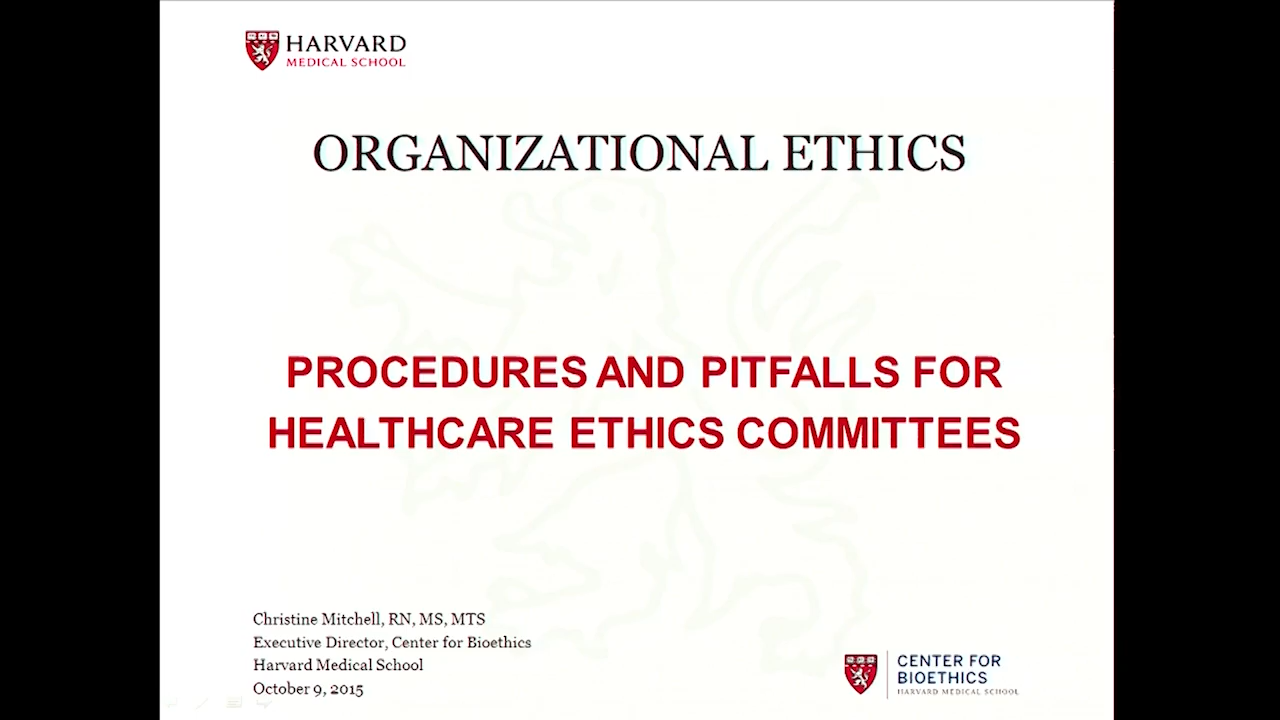 HARVARD
MEDICAL SCHOOL
ORGANIZATIONAL ETHICS
PROCEDURES AND PITFALLS FOR
HEALTHCARE ETHICS COMMITTEES
Christine Mitchell, RN, MS, MTS
Executive Director, Center for Bioethics
Harvard Medical School
October 9, 2015
CENTER FOR
BIOETHICS
HARVARD MEDICAL SCHOOL